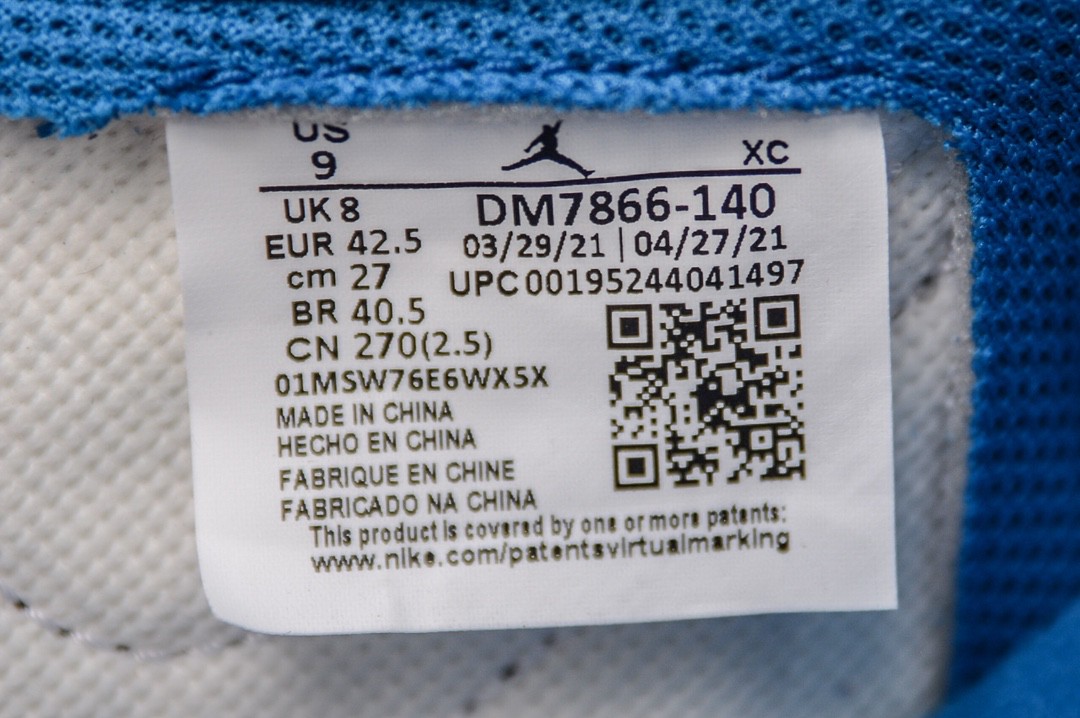 US
9
XC
UK 8
DM7866-140
EUR 42.5
03/29/21 | 04/27/21
cm 27
UPC 00195244041497
BR 40.5
CN 270(2.5)
01MSW76E6WX5X
MADE IN CHINA
HECHO EN CHINA
FABRIQUE EN CHINE
FABRICADO NA CHINA
This product is covered by one or more patents:
www.nike.com/patentsvirtualmarking